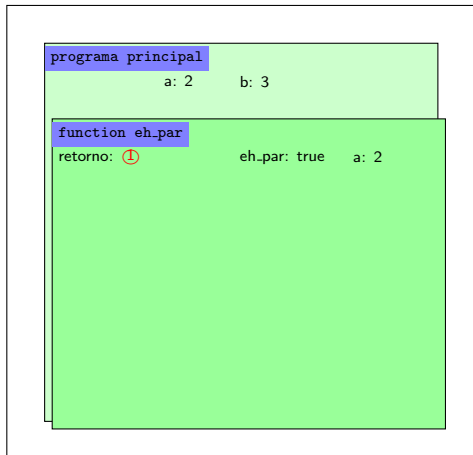 programa principal
a: 2 b: 3
function eh_par
retorno: 1 eh_par: true a: 2